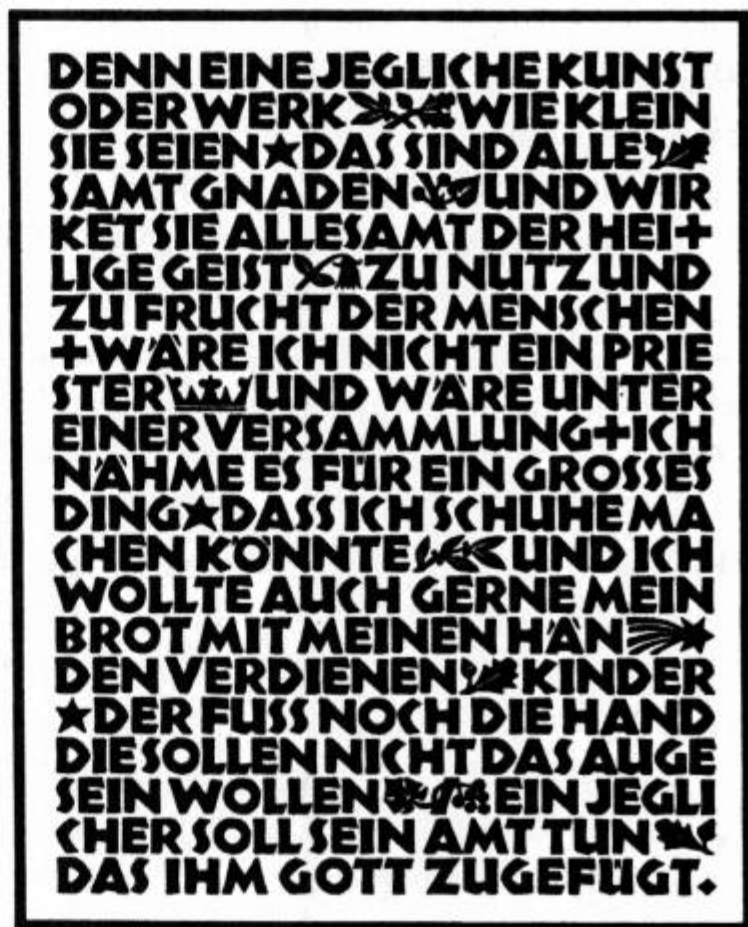 DENN EINE JEGLICHE KUNST
ODER WERK WIE KLEIN
SIE SEIEN★DAS SIND ALLE
SAMT GNADEN UND WIR
KET SIE ALLESAMT DER HEI+
LIGE GEIST ZU NUTZ UND
ZU FRUCHT DER MENSCHEN
+WÄRE ICH NICHT EIN PRIE
STER UND WÄRE UNTER
EINER VERSAMMLUNG+ICH
NÄHME ES FÜR EIN GROSSES
DING★DASS ICH SCHUHE MA
CHEN KÖNNTE UND ICH
WOLLTE AUCH GERNE MEIN
BROT MIT MEINEN HÄN
DEN VERDIENEN KINDER
★DER FUSS NOCH DIE HAND
DIE SOLLEN NICHT DAS AUGE
SEIN WOLLEN EIN JEGLI
CHER SOLL SEIN AMT TUN
DAS IHM GOTT ZUGEFÜGT.